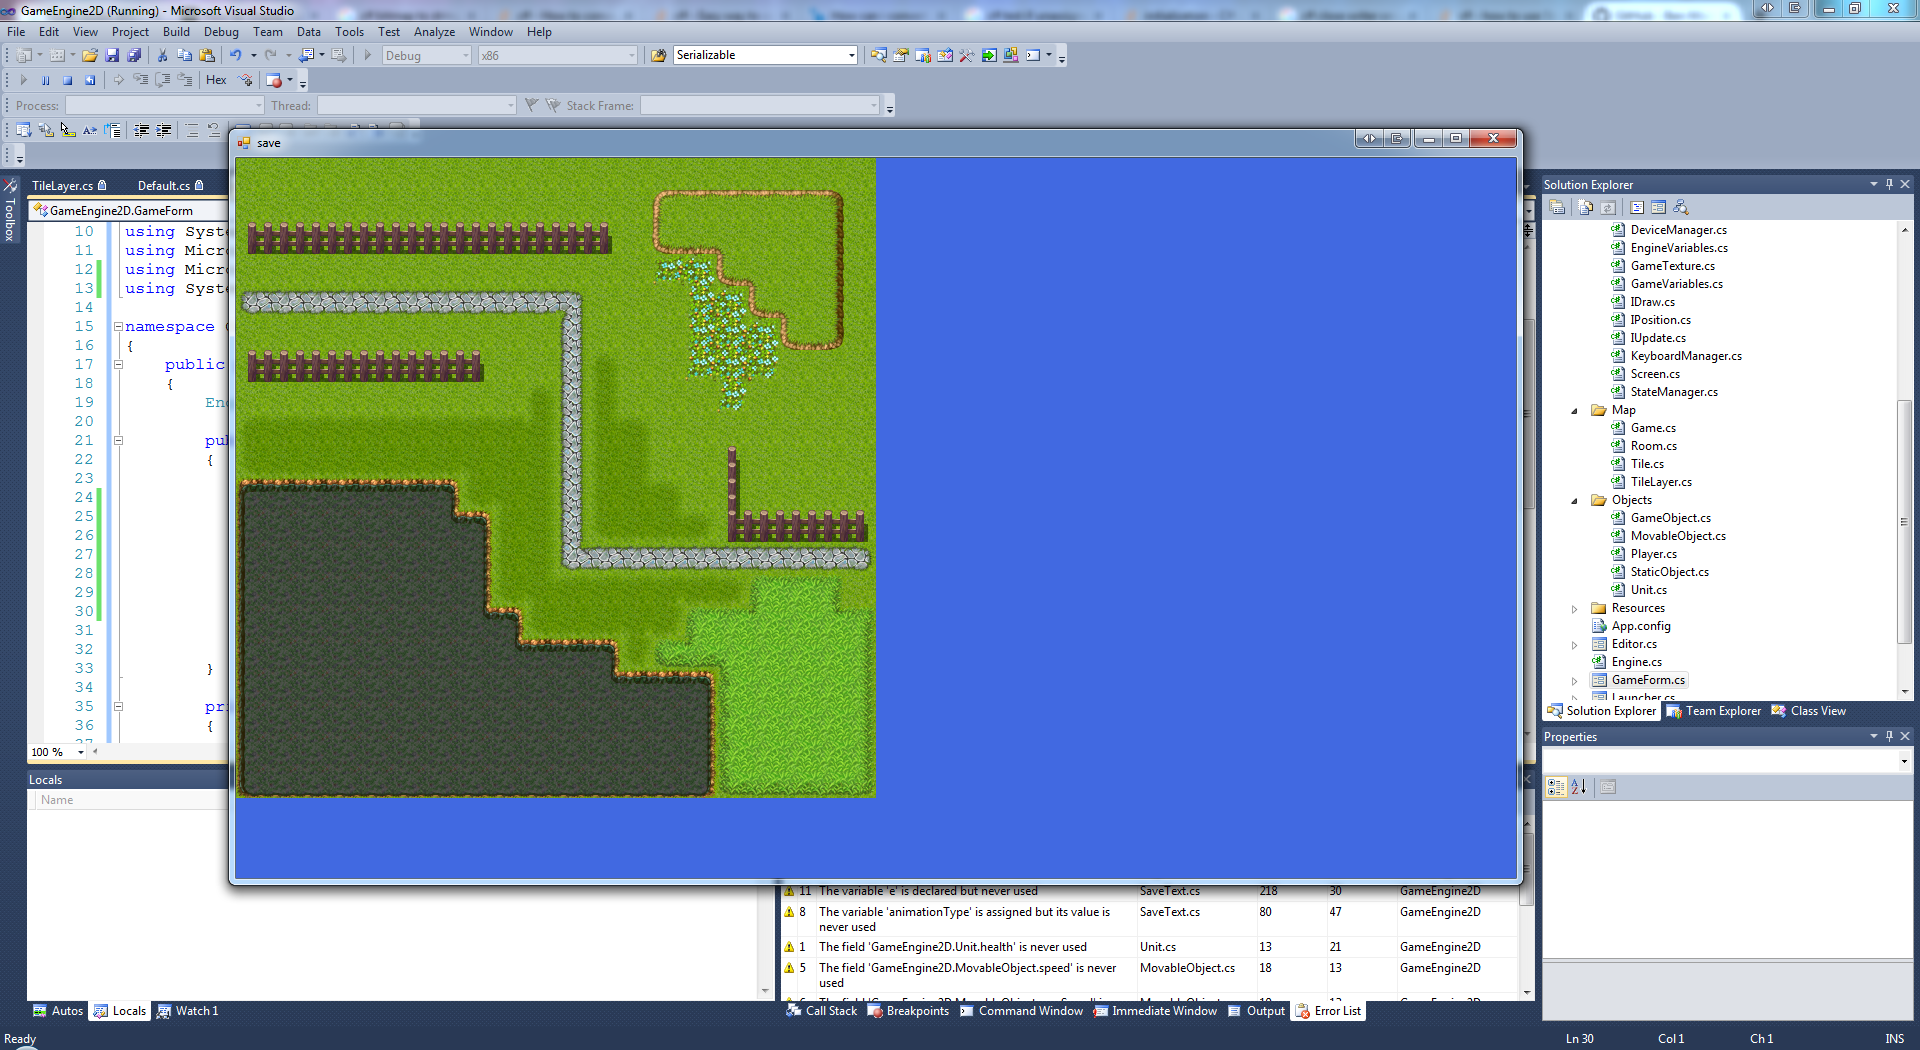 GameEngine2D (Running) - Microsoft Visual Studio
File Edit View Project Build Debug Team Data Tools Test Analyze Window Help
Debug x86 Serializable
Hex
Process: Thread: Stack Frame:
save
TileLayer.cs Default.cs
GameEngine2D.GameForm
10 using Syste
11 using Micr
12 using Micr
13 using Syst
14
15 namespace
16 {
17 public
18 {
19 En
20
21 pu
22 {
23
24
25
26
27
28
29
30
31
32
33 }
34
35 pri
36 {
100 %
Toolbox
Locals
Name
Autos Locals Watch 1
Solution Explorer
DeviceManager.cs
EngineVariables.cs
GameTexture.cs
GameVariables.cs
IDraw.cs
IPosition.cs
IUpdate.cs
KeyboardManager.cs
Screen.cs
StateManager.cs
Map
Game.cs
Room.cs
Tile.cs
TileLayer.cs
Objects
GameObject.cs
MovableObject.cs
Player.cs
StaticObject.cs
Unit.cs
Resources
App.config
Editor.cs
Engine.cs
GameForm.cs
Launcher.cs
Solution Explorer Team Explorer Class View
Properties
11 The variable 'e' is declared but never used SaveText.cs 218 30 GameEngine2D
8 The variable 'animationType' is assigned but its value is never used SaveText.cs 80 47 GameEngine2D
1 The field 'GameEngine2D.Unit.health' is never used Unit.cs 13 21 GameEngine2D
5 The field 'GameEngine2D.MovableObject.speed' is never used MovableObject.cs 18 13 GameEngine2D
Call Stack Breakpoints Command Window Immediate Window Output Error List
Ready Ln 30 Col 1 Ch 1 INS